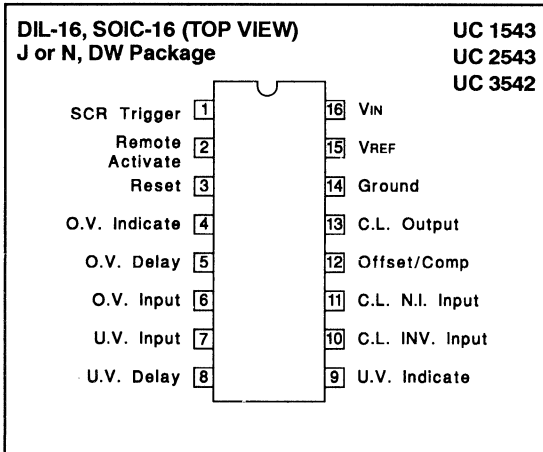 DIL-16, SOIC-16 (TOP VIEW)
J or N, DW Package
UC 1543
UC 2543
UC 3542
SCR Trigger 1
Remote
Activate 2
Reset 3
O.V. Indicate 4
O.V. Delay 5
O.V. Input 6
U.V. Input 7
U.V. Delay 8
16 VIN
15 VREF
14 Ground
13 C.L. Output
12 Offset/Comp
11 C.L. N.I. Input
10 C.L. INV. Input
9 U.V. Indicate